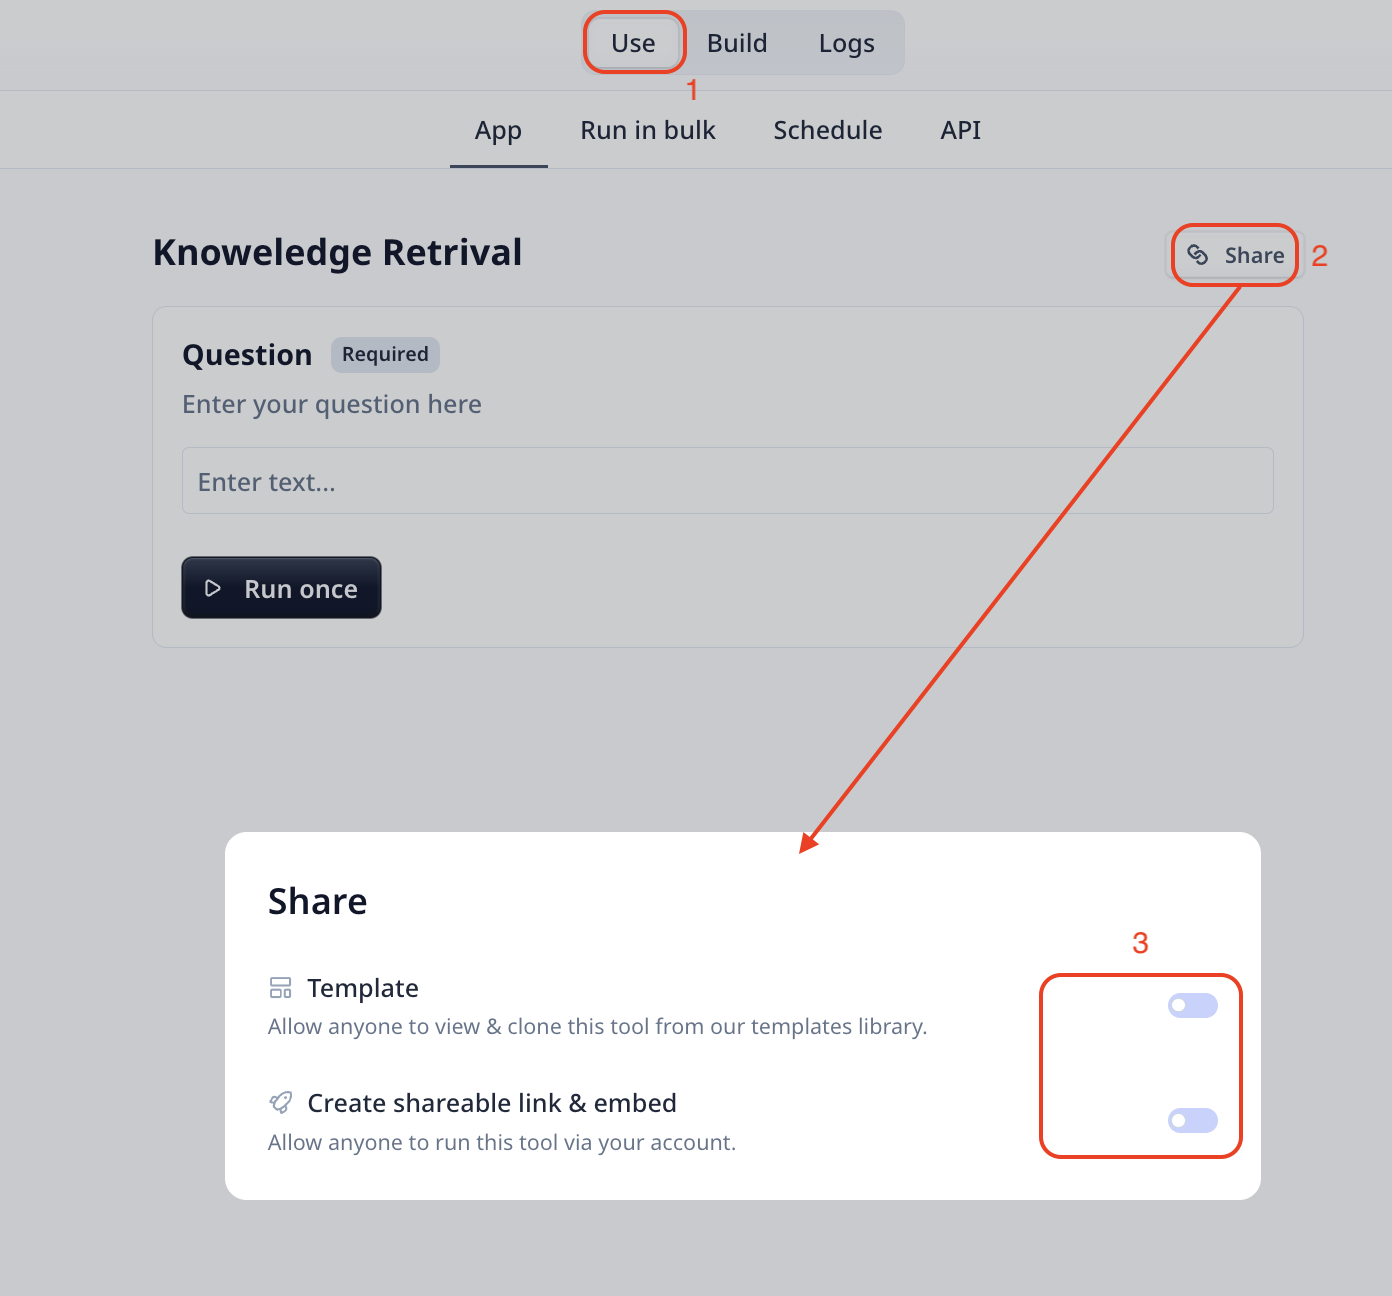 Use Build Logs
1
App Run in bulk Schedule API
Knoweledge Retrival
Share 2
Question Required
Enter your question here
Enter text...
Run once
Share
3
Template
Allow anyone to view & clone this tool from our templates library.
Create shareable link & embed
Allow anyone to run this tool via your account.